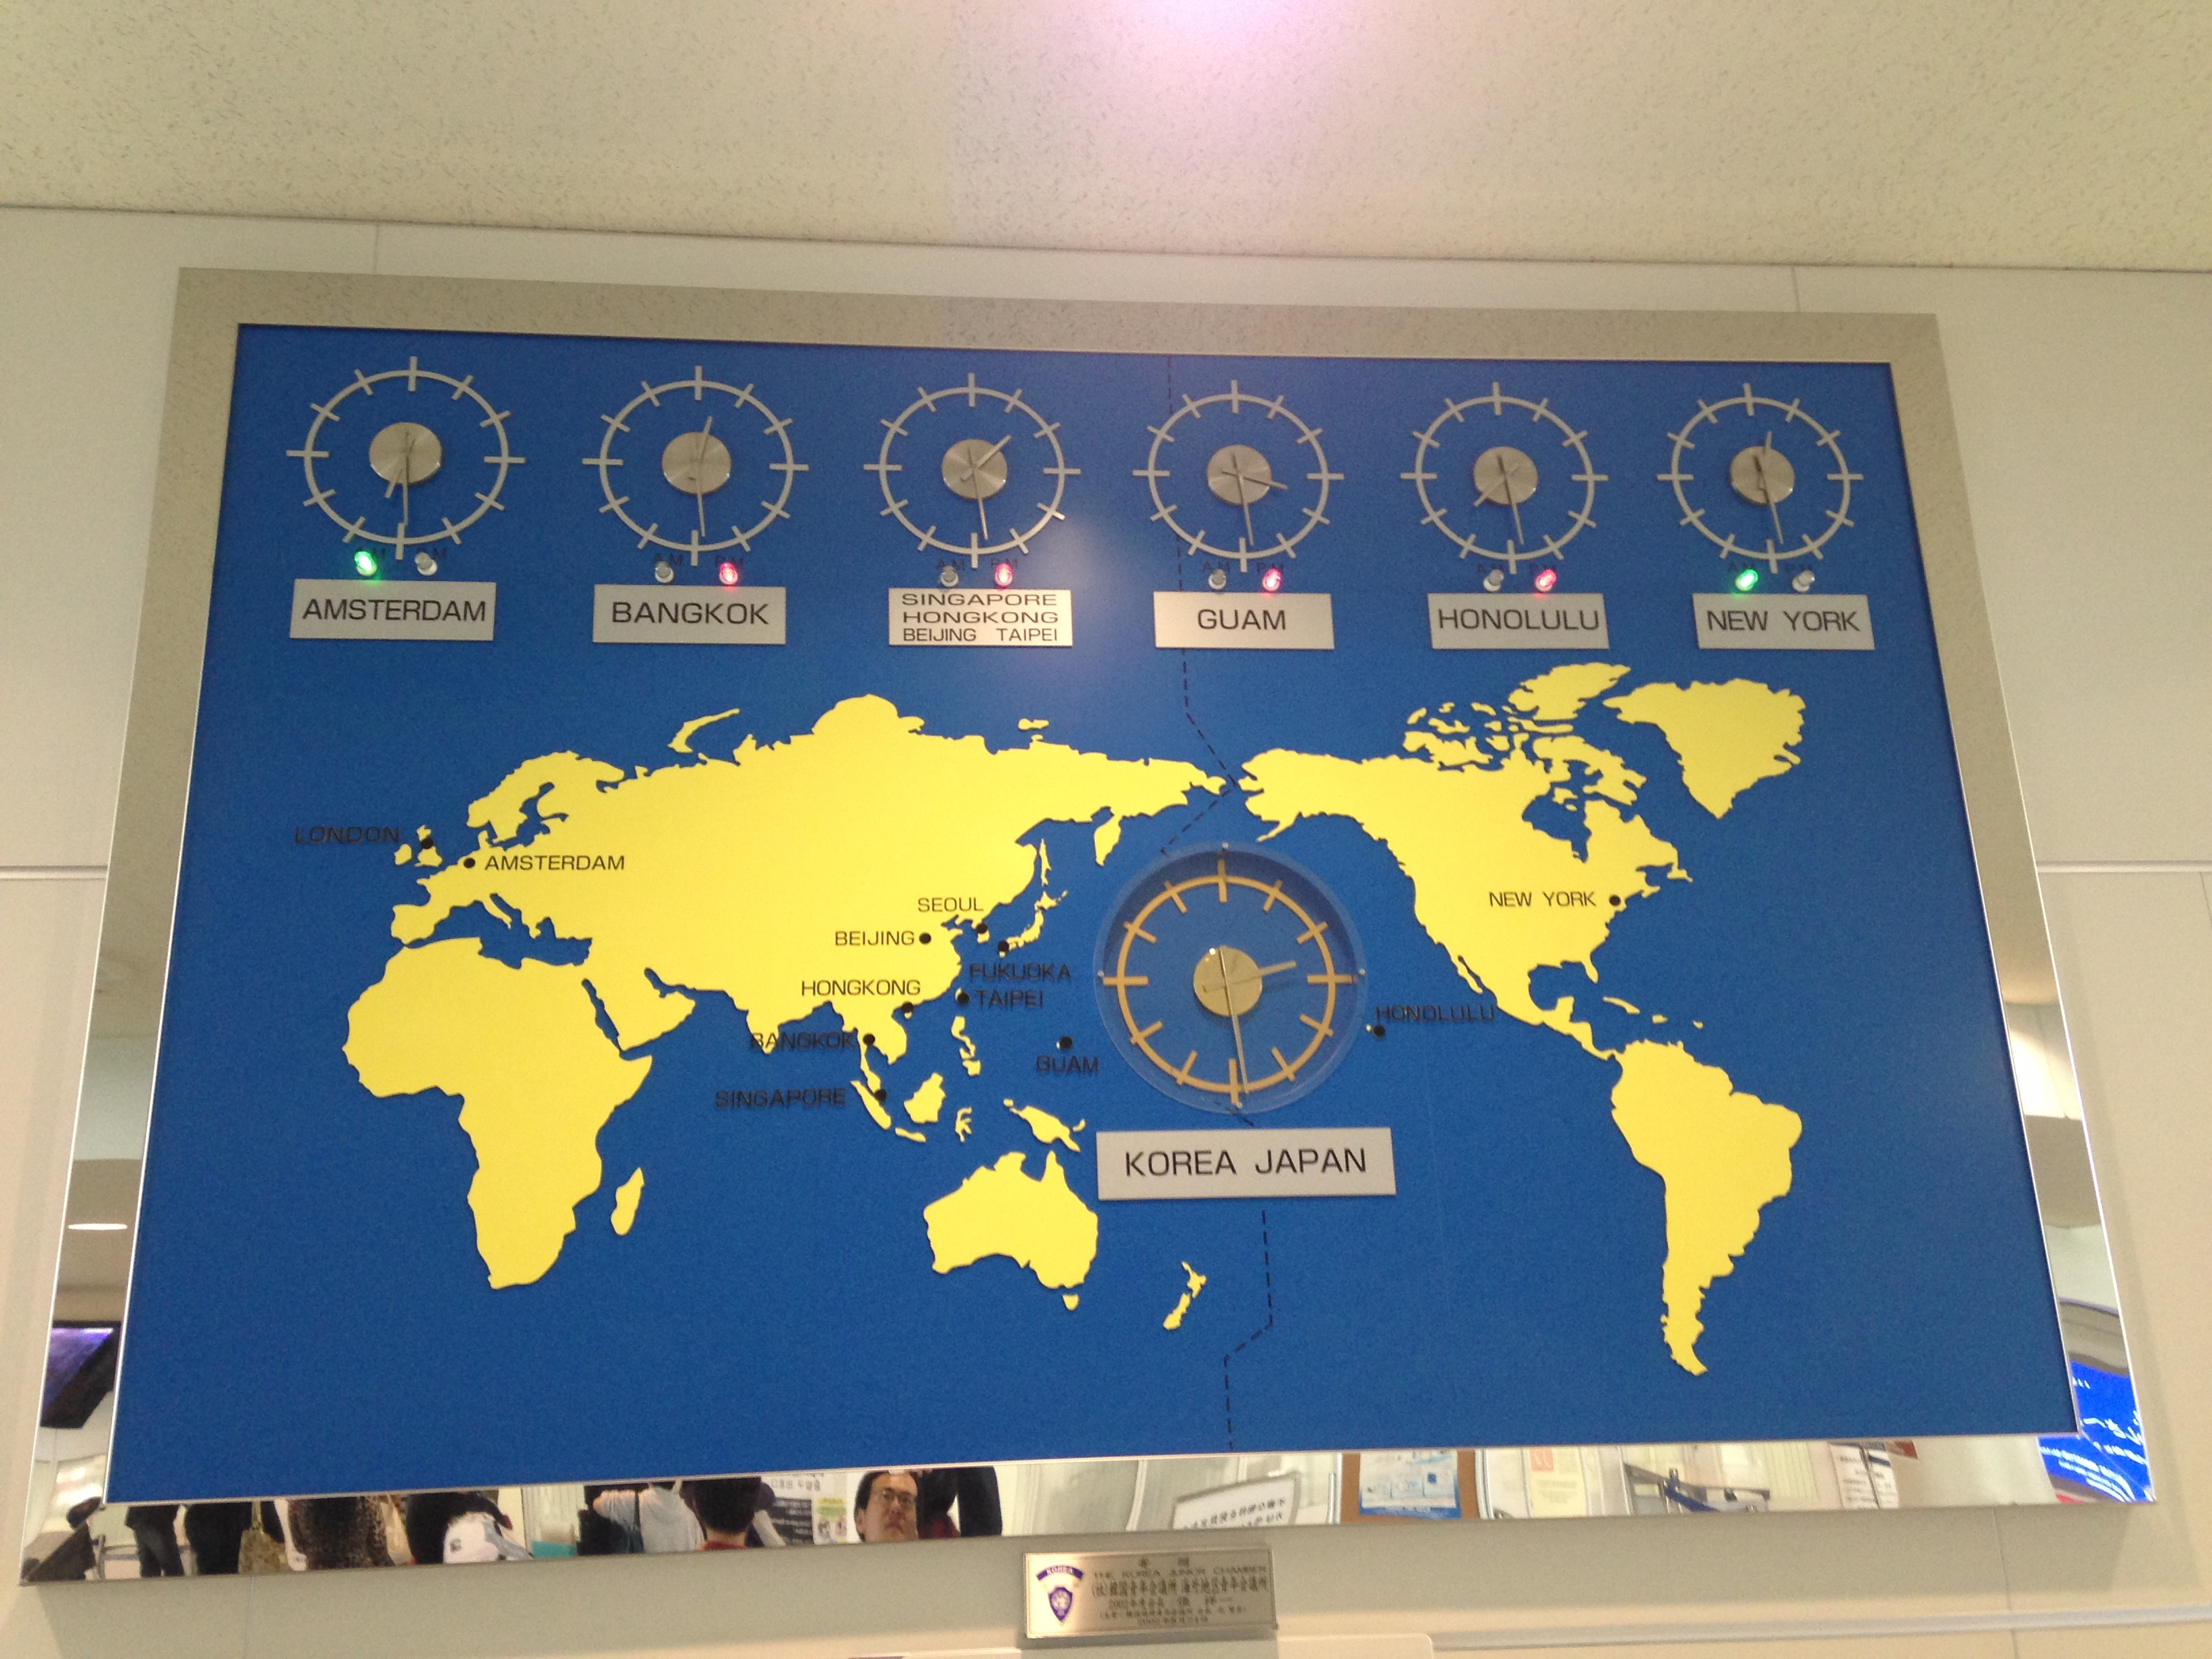 AM PM
AM PM
AM PM
AM PM
AM PM
AM PM
AMSTERDAM
BANGKOK
SINGAPORE
HONGKONG
BEIJING TAIPEI
GUAM
HONOLULU
NEW YORK
LONDON
AMSTERDAM
NEW YORK
SEOUL
BEIJING
FUKUOKA
HONGKONG
TAIPEI
HONOLULU
BANGKOK
GUAM
SINGAPORE
KOREA JAPAN
KOREA
THE KOREA JUNIOR CHAMBER